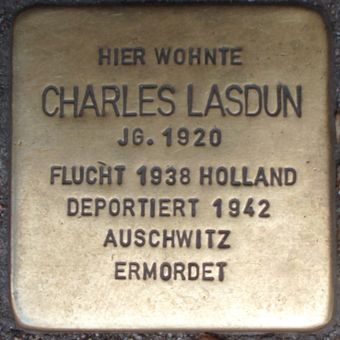 HIER WOHNTE
CHARLES LASDUN
JG. 1920
FLUCHT 1938 HOLLAND
DEPORTIERT 1942
AUSCHWITZ
ERMORDET